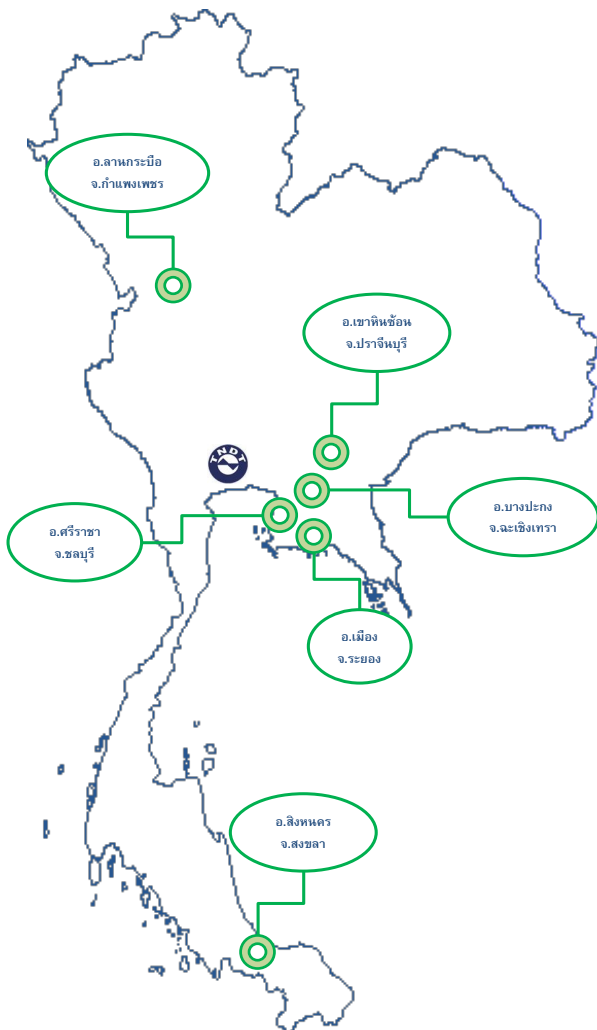 อ.ลานกระบือ
จ.กำแพงเพชร
อ.เขาหินซ้อน
จ.ปราจีนบุรี
TNDT
อ.บางปะกง
จ.ฉะเชิงเทรา
อ.ศรีราชา
จ.ชลบุรี
อ.เมือง
จ.ระยอง
อ.สิงหนคร
จ.สงขลา